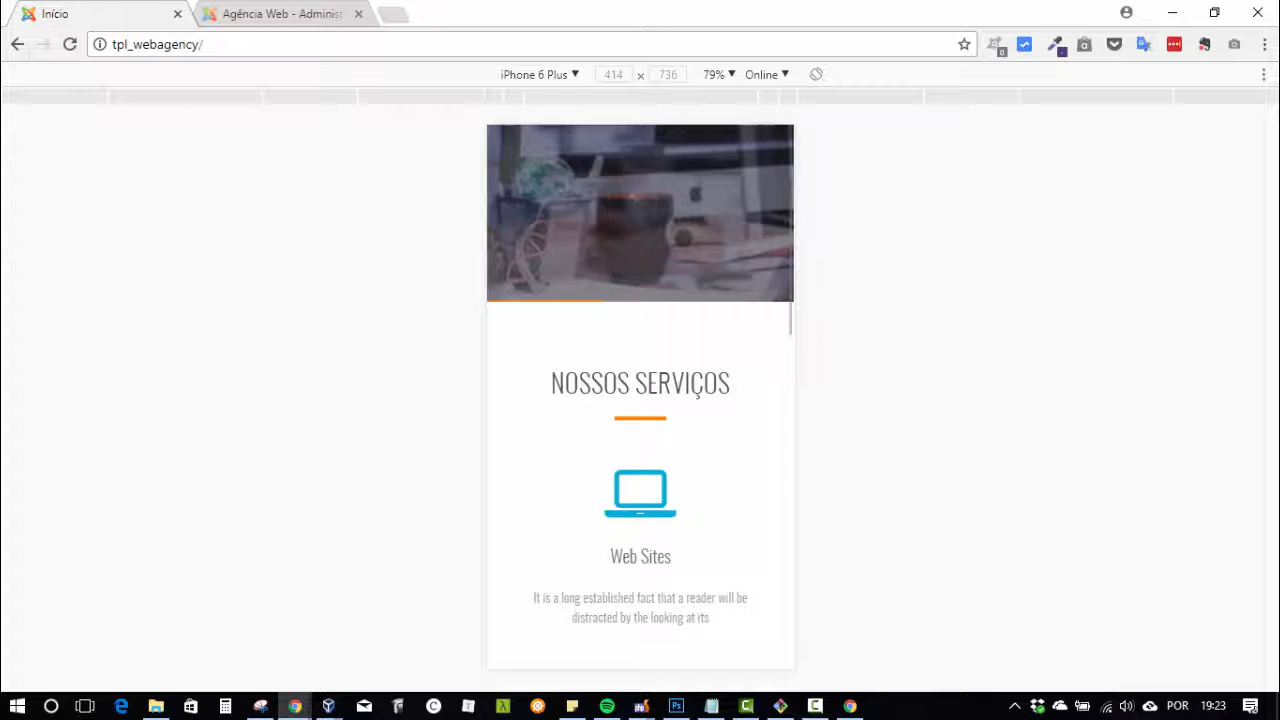 Início
Agência Web - Adminis
tpl_webagency/
iPhone 6 Plus ▼ 414 x 736 79% ▼ Online ▼
NOSSOS SERVIÇOS
Web Sites
It is a long established fact that a reader will be
distracted by the looking at its
POR 19:23